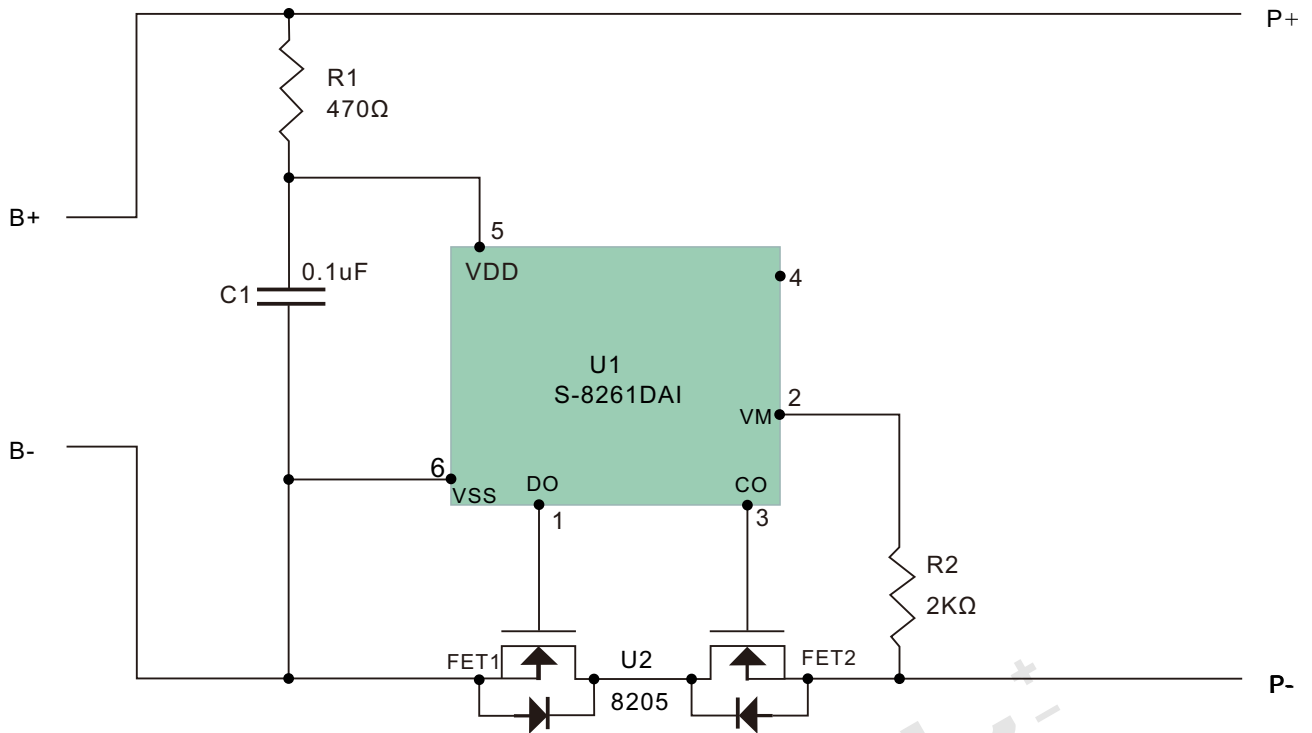 P+
R1
470Ω
B+
5
VDD
4
0.1uF
C1
U1
S-8261DAI
2
VM
B-
6
VSS
DO
CO
1
3
R2
2KΩ
FET1
U2
FET2
8205
P-